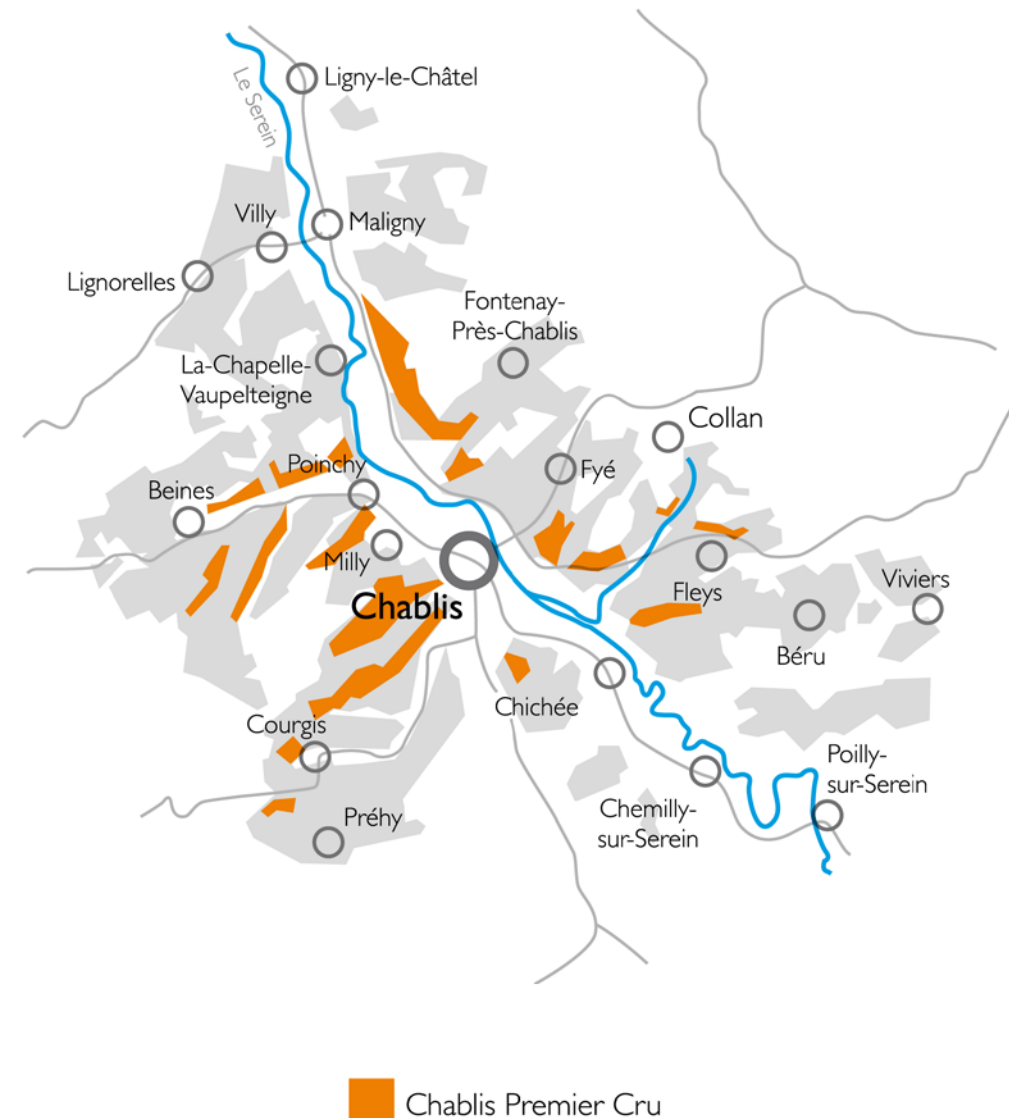 Ligny-le-Châtel
Le Serein
Villy
Maligny
Lignorelles
Fontenay-
Près-Chablis
La-Chapelle-
Vaupelteigne
Collan
Poinchy
Fyé
Beines
Milly
Fleys
Viviers
Chablis
Béru
Chichée
Courgis
Poilly-
sur-Serein
Préhy
Chemilly-
sur-Serein
Chablis Premier Cru